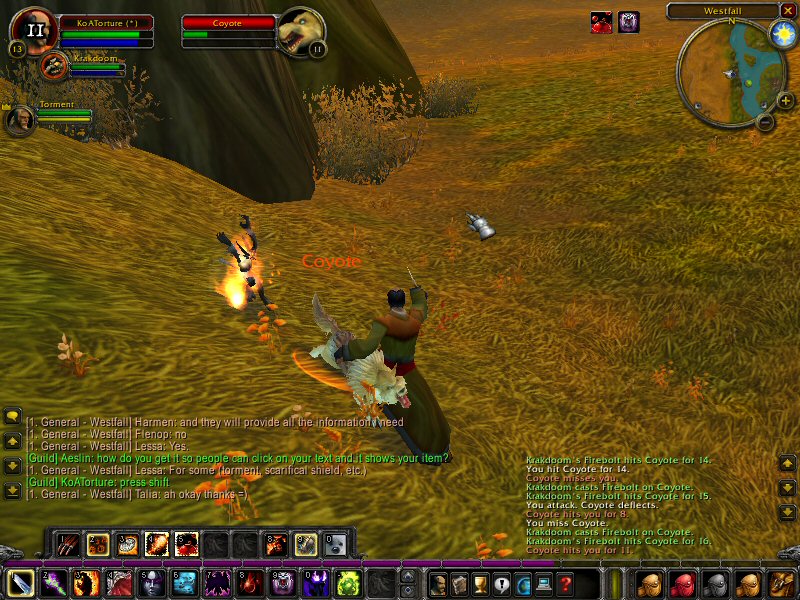 KoATorture (*)
Coyote
Westfall
N
II
13
11
Krakdoom
Torment
Coyote
[1. General - Westfall] Harmen: and they will provide all the information i need
[1. General - Westfall] Flenop: no
[1. General - Westfall] Lessa: Yes.
[Guild] Aeslin: how do you get it so people can click on your text and it shows your item?
[1. General - Westfall] Lessa: For some (torment, scarifical shield, etc.)
[Guild] KoATorture: press shift
[1. General - Westfall] Talia: ah okay thanks =)
Krakdoom's Firebolt hits Coyote for 14.
You hit Coyote for 14.
Coyote misses you.
Krakdoom casts Firebolt on Coyote.
Krakdoom's Firebolt hits Coyote for 15.
You attack. Coyote deflects.
Coyote hits you for 8.
You miss Coyote.
Krakdoom casts Firebolt on Coyote.
Krakdoom's Firebolt hits Coyote for 16.
Coyote hits you for 11.